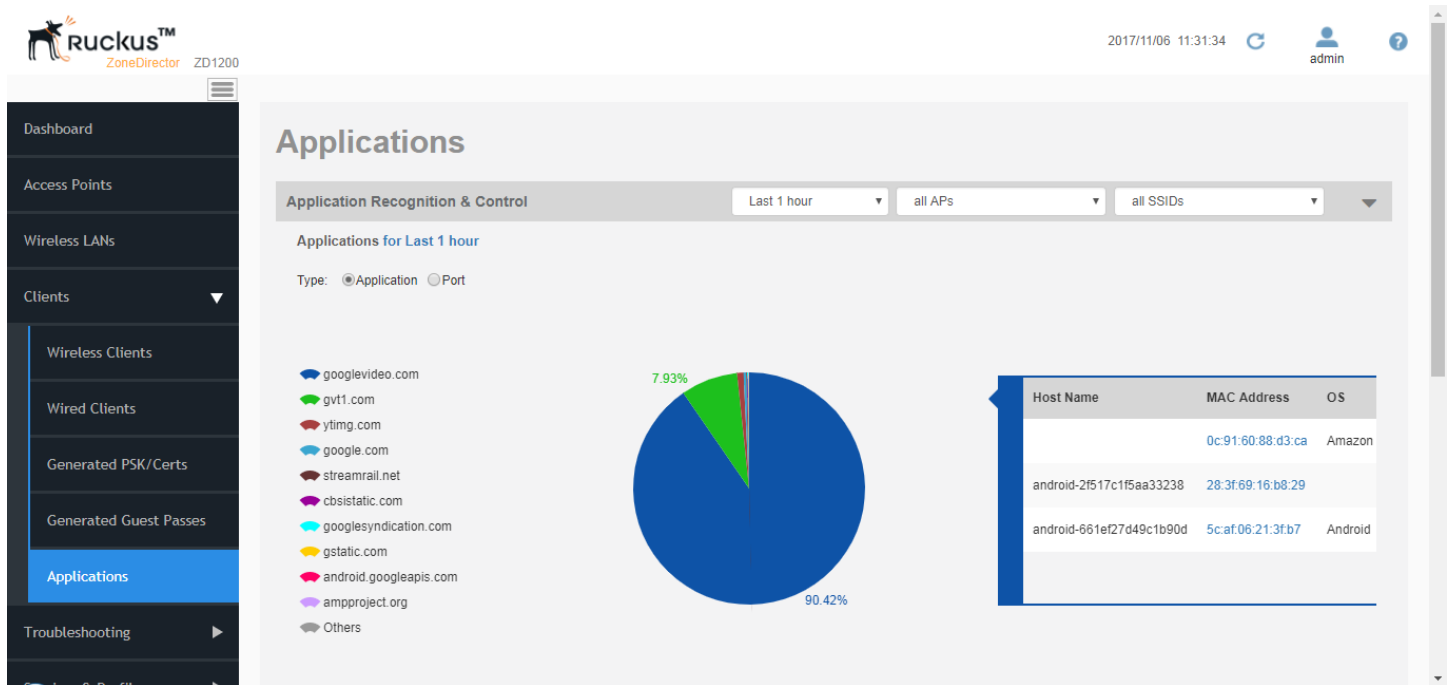 Ruckus™
ZoneDirector ZD1200
2017/11/06 11:31:34
admin
?
Dashboard
Access Points
Wireless LANs
Clients
Wireless Clients
Wired Clients
Generated PSK/Certs
Generated Guest Passes
Applications
Troubleshooting
Applications
Application Recognition & Control
Last 1 hour
all APs
all SSIDs
Applications for Last 1 hour
Type: Application Port
googlevideo.com
gvt1.com
ytimg.com
google.com
streamrail.net
cbsistatic.com
googlesyndication.com
gstatic.com
android.googleapis.com
ampproject.org
Others
7.93%
90.42%
Host Name MAC Address OS
0c:91:60:88:d3:ca Amazon
android-2f517c1f5aa33238 28:3f:69:16:b8:29
android-661ef27d49c1b90d 5c:af:06:21:3f:b7 Android